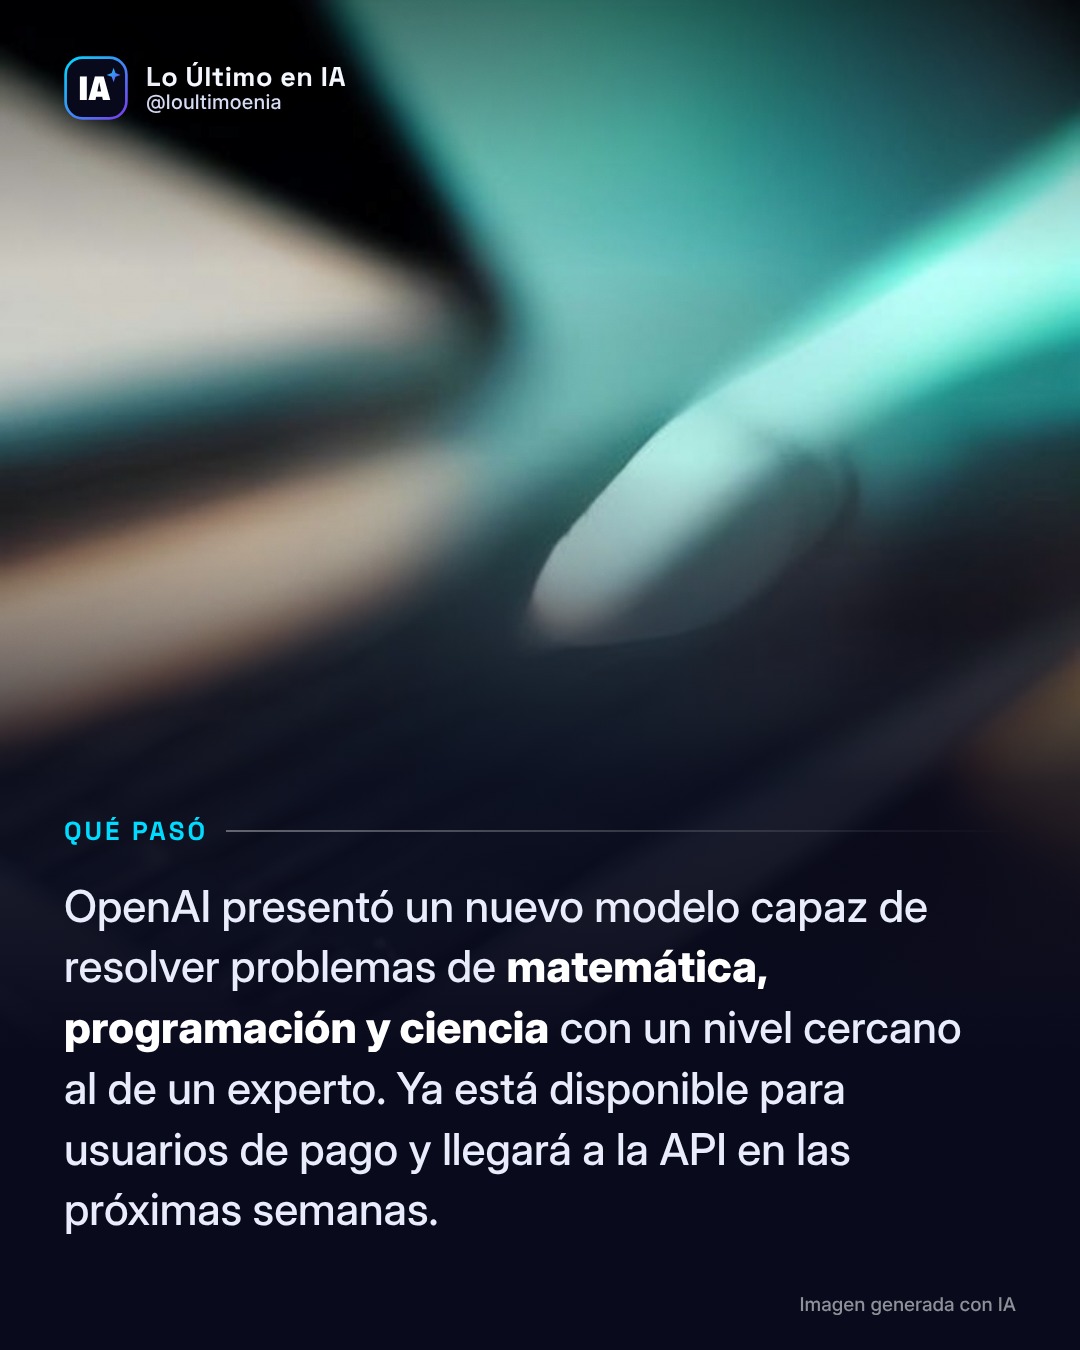 IA
Lo Último en IA
@loultimoenia
QUÉ PASÓ
OpenAI presentó un nuevo modelo capaz de
resolver problemas de matemática,
programación y ciencia con un nivel cercano
al de un experto. Ya está disponible para
usuarios de pago y llegará a la API en las
próximas semanas.
Imagen generada con IA